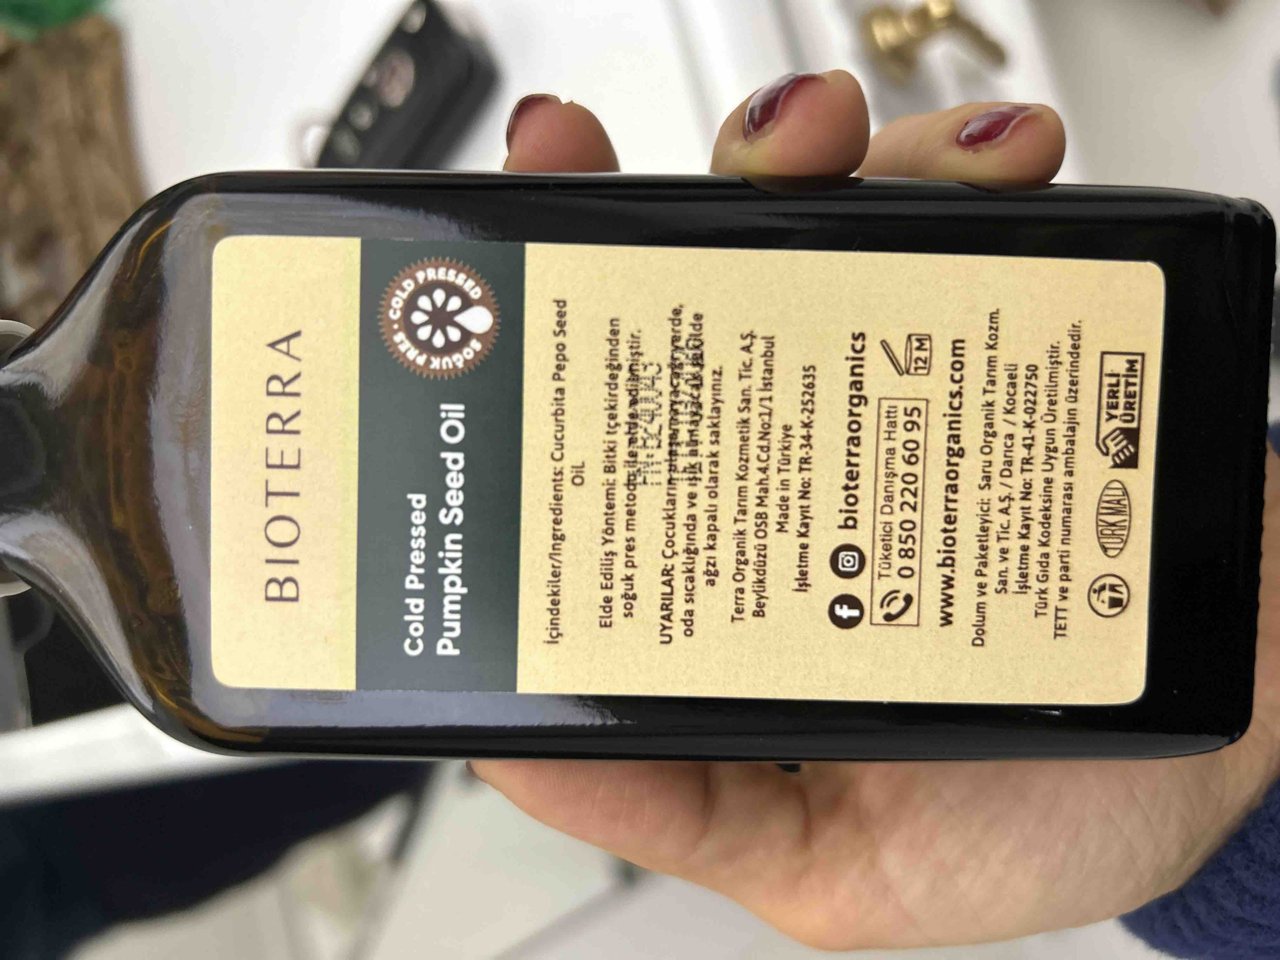 BIOTERRA
Cold Pressed
Pumpkin Seed Oil
SOĞUK PRES • COLD PRESSED
İçindekiler/Ingredients: Cucurbita Pepo Seed
OiL
Elde Ediliş Yöntemi: Bitki içekirdeğinden
soğuk pres metodu ile elde edilmiştir.
UYARILAR: Çocukların ulaşamayacağı yerde,
oda sıcaklığında ve ışık almayacak şekilde
ağzı kapalı olarak saklayınız.
Terra Organik Tarım Kozmetik San. Tic. A.Ş.
Beylikdüzü OSB Mah.4.Cd.No:1/1 İstanbul
Made in Türkiye
İşletme Kayıt No: TR-34-K-252635
bioterraorganics
Tüketici Danışma Hattı
0 850 220 60 95
12 M
www.bioterraorganics.com
Dolum ve Paketleyici: Saru Organik Tarım Kozm.
San. ve Tic. A.Ş./ Darıca / Kocaeli
İşletme Kayıt No: TR-41-K-022750
Türk Gıda Kodeksine Uygun Üretilmiştir.
TETT ve parti numarası ambalajın üzerindedir.
TÜRK MALI
YERLİ
ÜRETİM